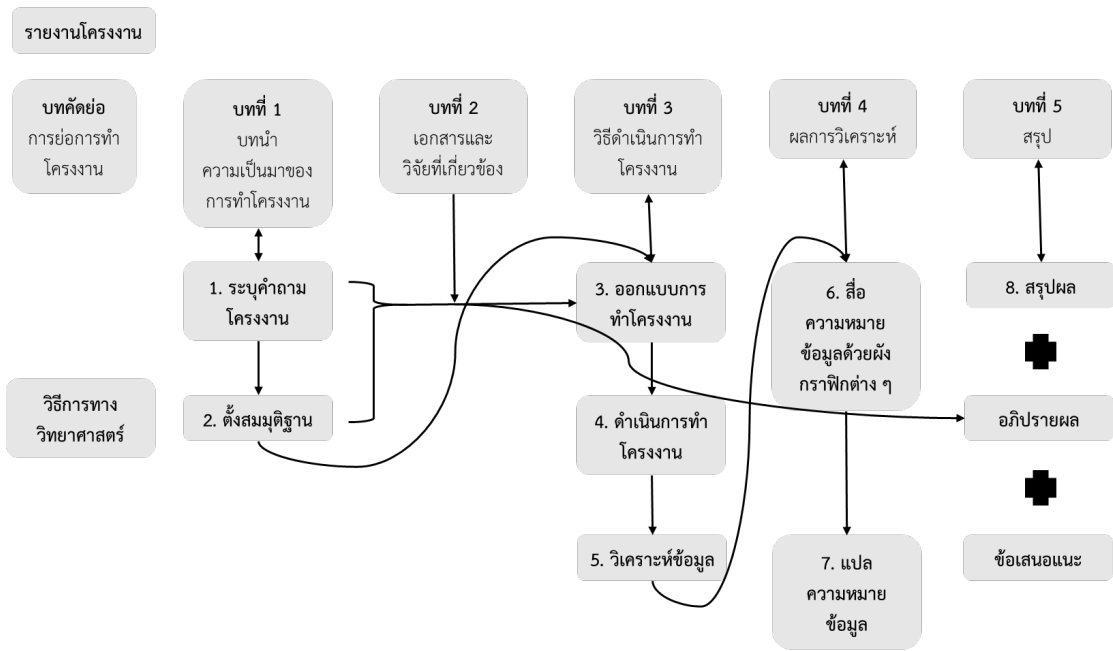 รายงานโครงงาน
บทคัดย่อ
การย่อการทำ
โครงงาน
บทที่ 1
บทนำ
ความเป็นมาของ
การทำโครงงาน
บทที่ 2
เอกสารและ
วิจัยที่เกี่ยวข้อง
บทที่ 3
วิธีดำเนินการทำ
โครงงาน
บทที่ 4
ผลการวิเคราะห์
บทที่ 5
สรุป
วิธีการทาง
วิทยาศาสตร์
1. ระบุคำถาม
โครงงาน
2. ตั้งสมมุติฐาน
3. ออกแบบการ
ทำโครงงาน
4. ดำเนินการทำ
โครงงาน
5. วิเคราะห์ข้อมูล
6. สื่อ
ความหมาย
ข้อมูลด้วยผัง
กราฟิกต่าง ๆ
7. แปล
ความหมาย
ข้อมูล
8. สรุปผล
อภิปรายผล
ข้อเสนอแนะ